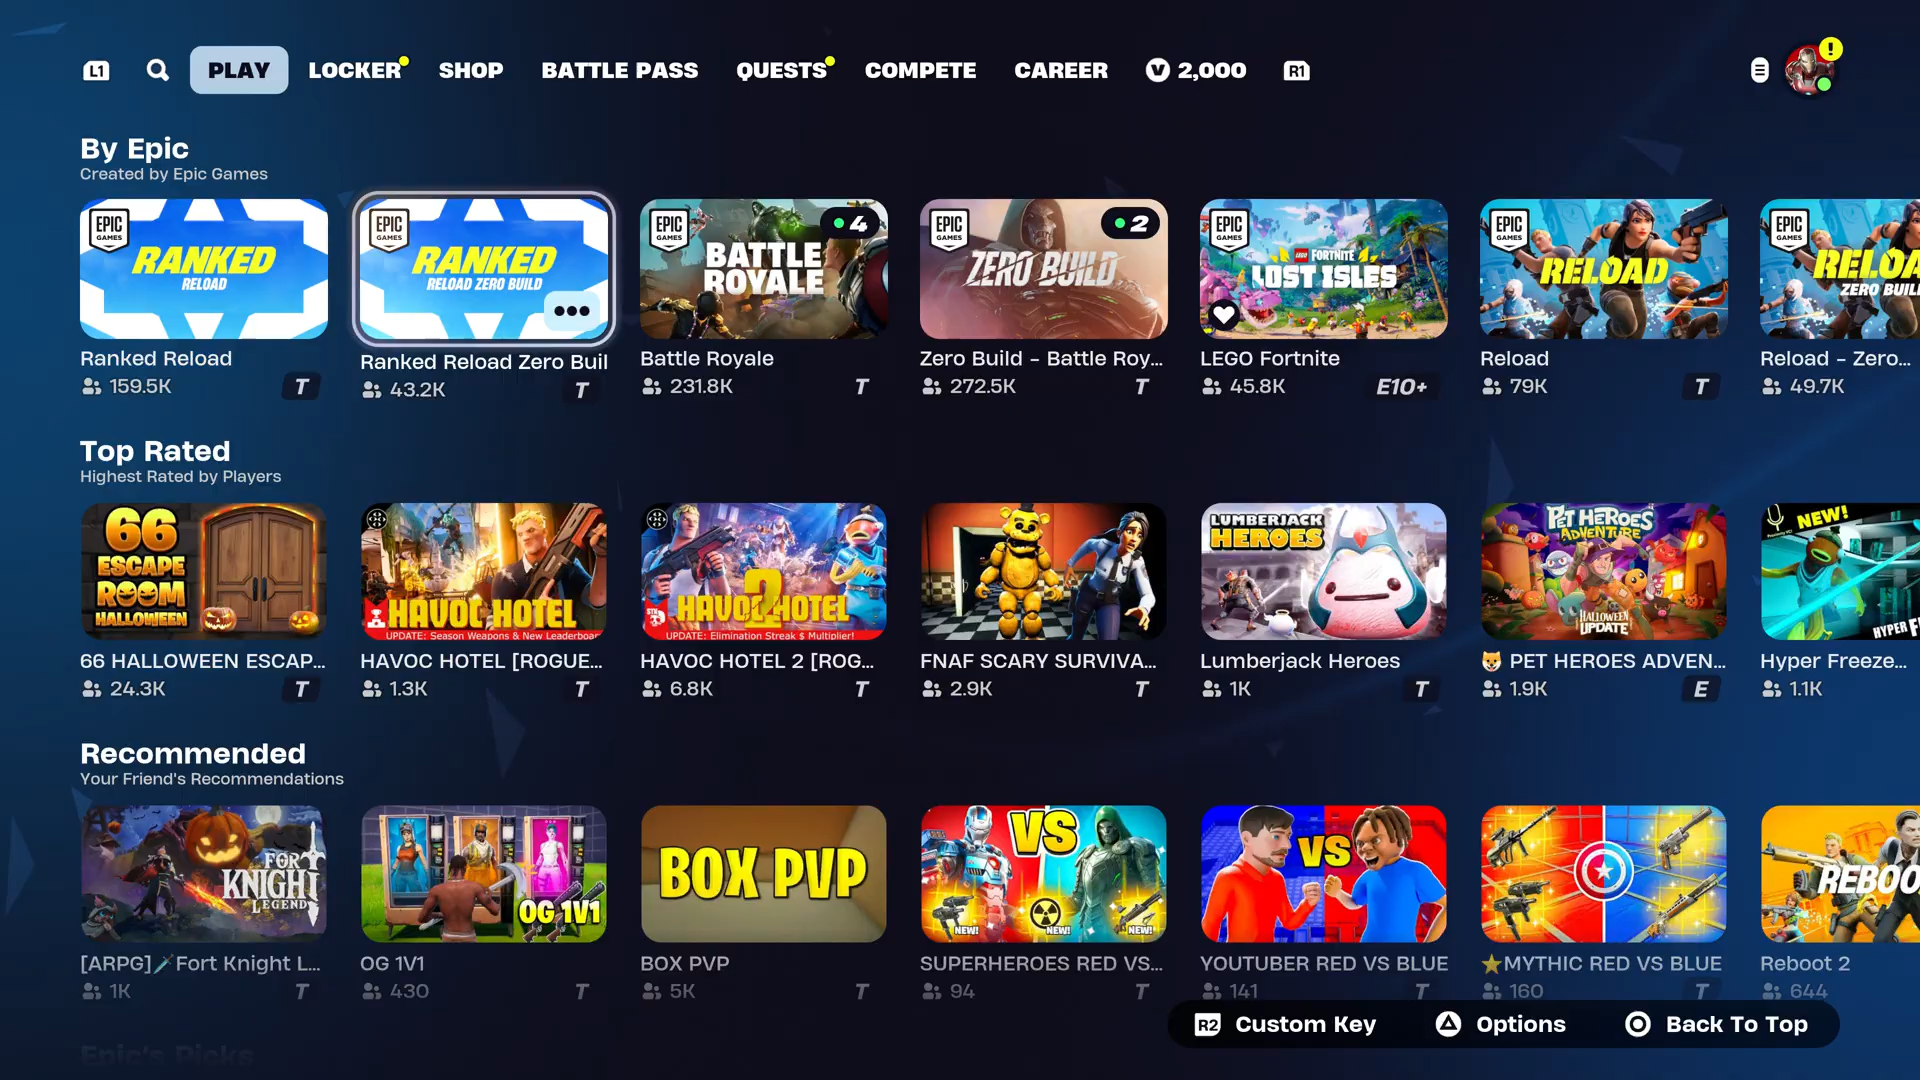 L1 PLAY LOCKER SHOP BATTLE PASS QUESTS COMPETE CAREER V 2,000 R1 !
By Epic
Created by Epic Games
EPIC GAMES
RANKED
RELOAD
EPIC GAMES
RANKED
RELOAD ZERO BUILD
EPIC GAMES
4
BATTLE
ROYALE
EPIC GAMES
2
ZERO BUILD
EPIC GAMES
LEGO FORTNITE
LOST ISLES
EPIC GAMES
RELOAD
EPIC GAMES
RELOA
ZERO BUIL
Ranked Reload
Ranked Reload Zero Buil
Battle Royale
Zero Build - Battle Roy...
LEGO Fortnite
Reload
Reload - Zero...
159.5K T
43.2K T
231.8K T
272.5K T
45.8K E10+
79K T
49.7K
Top Rated
Highest Rated by Players
66
ESCAPE
ROOM
HALLOWEEN
HAVOC HOTEL
UPDATE: Season Weapons & New Leaderboar
HAVOC HOTEL
2
UPDATE: Elimination Streak $ Multiplier!
LUMBERJACK
HEROES
PET HEROES
ADVENTURE
HALLOWEEN
UPDATE
NEW!
HYPER F
66 HALLOWEEN ESCAP...
HAVOC HOTEL [ROGUE...
HAVOC HOTEL 2 [ROG...
FNAF SCARY SURVIVA...
Lumberjack Heroes
PET HEROES ADVEN...
Hyper Freeze...
24.3K T
1.3K T
6.8K T
2.9K T
1K T
1.9K E
1.1K
Recommended
Your Friend's Recommendations
FORT
KNIGHT
LEGEND
OG 1V1
BOX PVP
VS
NEW! NEW! NEW!
VS
REBOO
[ARPG]🗡Fort Knight L...
OG 1V1
BOX PVP
SUPERHEROES RED VS...
YOUTUBER RED VS BLUE
⭐MYTHIC RED VS BLUE
Reboot 2
1K T
430 T
5K T
94 T
141 T
160 T
644
R2 Custom Key Options Back To Top
Epic's Picks